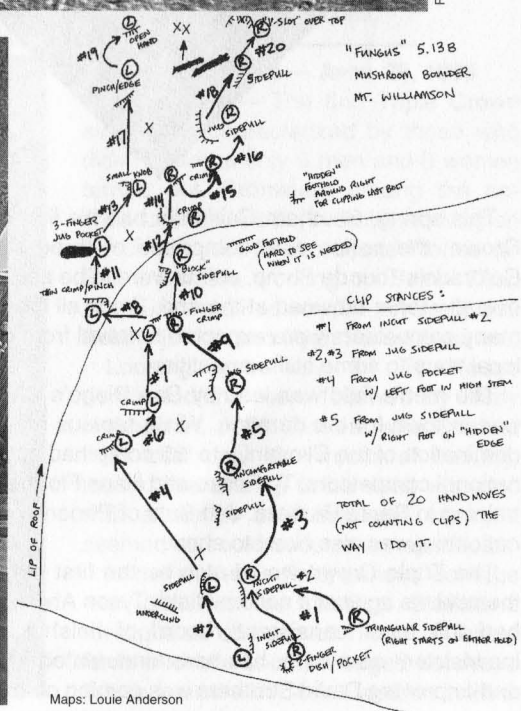 "KEY-SLOT" OVER TOP
#19
L
OPEN
HAND
XX
R
#20
R
SIDEPULL
L
PINCH/EDGE
#18
JUG
R
SIDEPULL
#17
X
SMALL KNOB
L
R
CRIMP
R
#16
#15
#14
R
CRIMP
#13
3-FINGER
JUG POCKET
L
#12
X
#11
CRIMP/PINCH
L
R
BLOCK
SIDEPULL
#10
#8
L
R
TWO-FINGER
CRIMP
X
#9
R
JUG SIDEPULL
L
CRIMP
L
#6
#5
#4
R
UNCOMFORTABLE
SIDEPULL
SIDEPULL
#3
X
SIDEPULL
L
R
INCUT
SIDEPULL
#2
#1
ROUND
L
INCUT
SIDEPULL
R
2-FINGER
DISH/POCKET
R
TRIANGULAR SIDEPULL
(RIGHT STARTS ON EITHER HOLD)
LIP OF ROOF
"FUNGUS" 5.13B
MUSHROOM BOULDER
MT. WILLIAMSON
"HIDDEN"
FOOTHOLD
AROUND RIGHT
FOR CLIPPING LAST BOLT
GOOD FOOTHOLD
(HARD TO SEE
WHEN IT IS NEEDED)
CLIP STANCES:
#1 FROM INCUT SIDEPULL #2.
#2 #3 FROM JUG SIDEPULL
#4 FROM JUG POCKET
W/ LEFT FOOT IN HIGH STEM
#5 FROM JUG SIDEPULL
W/ RIGHT FOOT ON "HIDDEN"
EDGE
OF 20 HAND MOVES
(NOT COUNTING CLIPS) THE
WAY I DO IT.
Maps: Louie Anderson